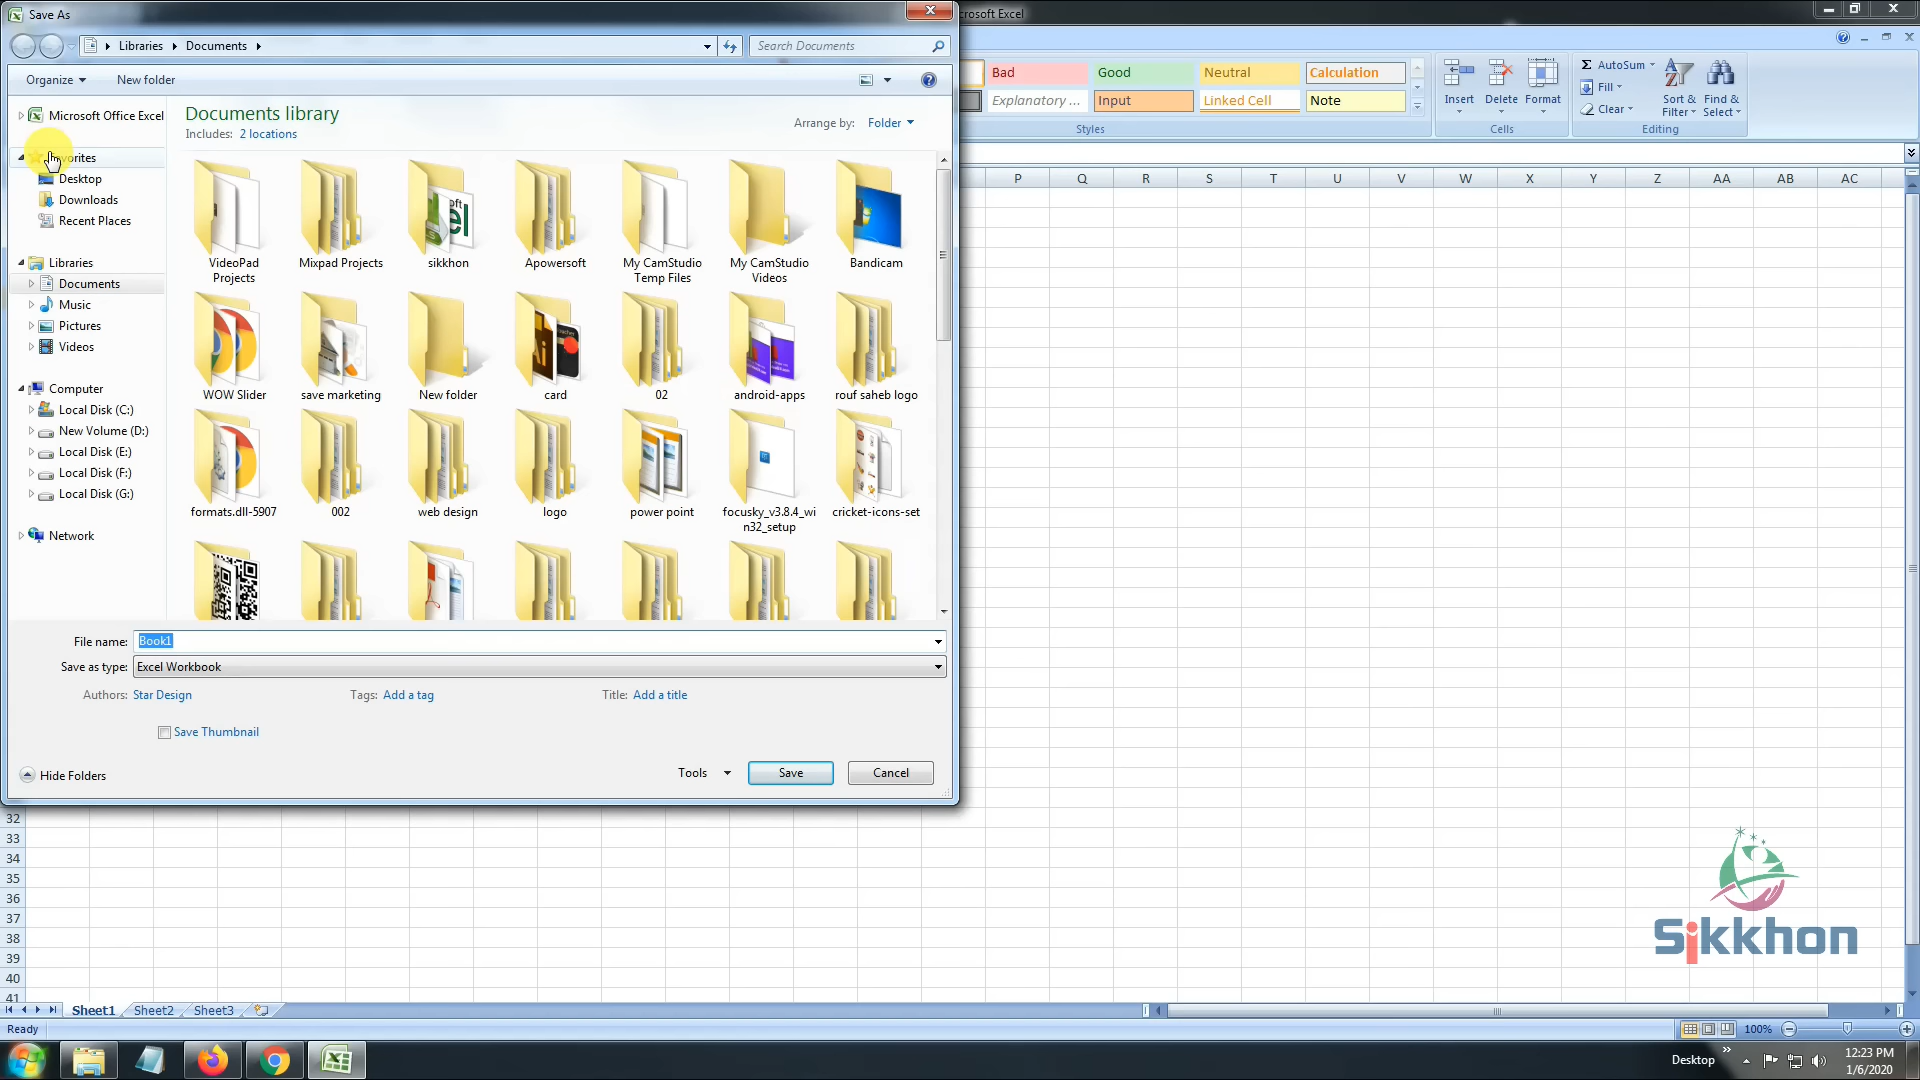 Save As
Microsoft Excel
Libraries Documents
Search Documents
Organize New folder
Microsoft Office Excel
Favorites
Desktop
Downloads
Recent Places
Libraries
Documents
Music
Pictures
Videos
Computer
Local Disk (C:)
New Volume (D:)
Local Disk (E:)
Local Disk (F:)
Local Disk (G:)
Network
Documents library
Includes: 2 locations
Arrange by: Folder
VideoPad Projects
Mixpad Projects
sikkhon
Apowersoft
My CamStudio Temp Files
My CamStudio Videos
Bandicam
WOW Slider
save marketing
New folder
card
02
android-apps
rouf saheb logo
formats.dll-5907
002
web design
logo
power point
focusky_v3.8.4_win32_setup
cricket-icons-set
File name: Book1
Save as type: Excel Workbook
Authors: Star Design Tags: Add a tag Title: Add a title
Save Thumbnail
Hide Folders
Tools Save Cancel
Bad Good Neutral Calculation
Explanatory ... Input Linked Cell Note
Styles
Insert Delete Format
Cells
Σ AutoSum
Fill
Clear
Sort & Filter
Find & Select
Editing
P Q R S T U V W X Y Z AA AB AC
32
33
34
35
36
37
38
39
40
41
Sikkhon
Sheet1 Sheet2 Sheet3
Ready
100%
Desktop
12:23 PM
1/6/2020